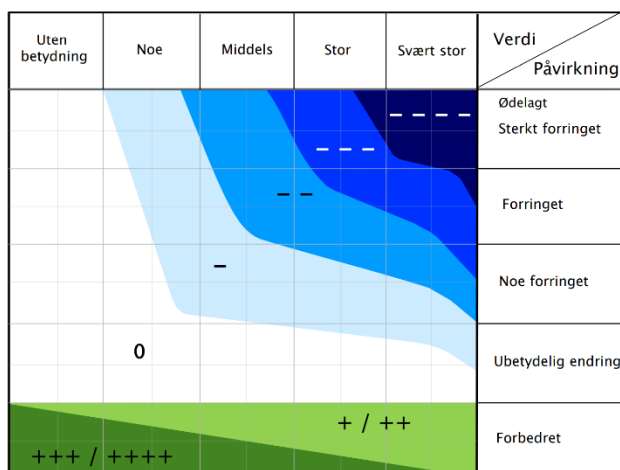 Uten
betydning
Noe
Middels
Stor
Svært stor
Verdi
Påvirkning
Ødelagt
Sterkt forringet
– – – –
– – –
– –
Forringet
–
Noe forringet
0
Ubetydelig endring
+ / ++
Forbedret
+++ / ++++